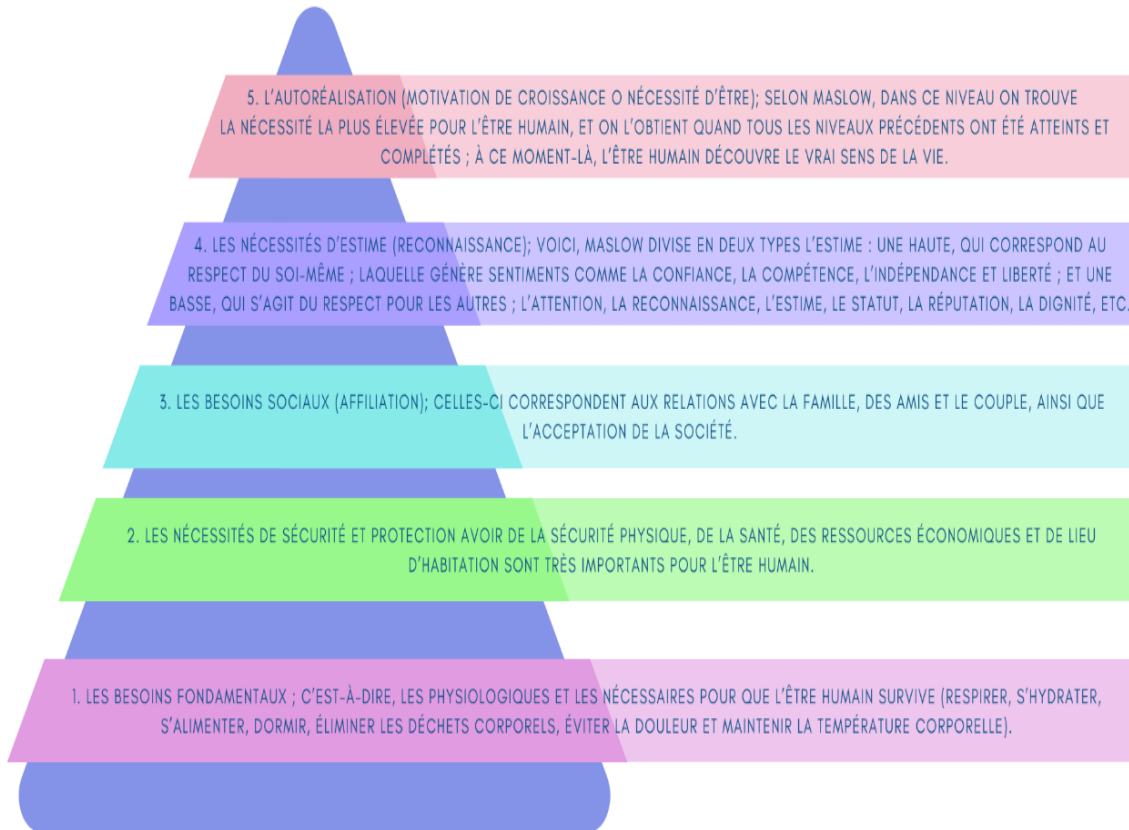 5. L'AUTORÉALISATION (MOTIVATION DE CROISSANCE O NÉCESSITÉ D'ÊTRE); SELON MASLOW, DANS CE NIVEAU ON TROUVE
LA NÉCESSITÉ LA PLUS ÉLEVÉE POUR L'ÊTRE HUMAIN, ET ON L'OBTIENT QUAND TOUS LES NIVEAUX PRÉCÉDENTS ONT ÉTÉ ATTEINTS ET
COMPLÉTÉS ; À CE MOMENT-LÀ, L'ÊTRE HUMAIN DÉCOUVRE LE VRAI SENS DE LA VIE.
4. LES NÉCESSITÉS D'ESTIME (RECONNAISSANCE); VOICI, MASLOW DIVISE EN DEUX TYPES L'ESTIME : UNE HAUTE, QUI CORRESPOND AU
RESPECT DU SOI-MÊME ; LAQUELLE GÉNÈRE SENTIMENTS COMME LA CONFIANCE, LA COMPÉTENCE, L'INDÉPENDANCE ET LIBERTÉ ; ET UNE
BASSE, QUI S'AGIT DU RESPECT POUR LES AUTRES ; L'ATTENTION, LA RECONNAISSANCE, L'ESTIME, LE STATUT, LA RÉPUTATION, LA DIGNITÉ, ETC.
3. LES BESOINS SOCIAUX (AFFILIATION); CELLES-CI CORRESPONDENT AUX RELATIONS AVEC LA FAMILLE, DES AMIS ET LE COUPLE, AINSI QUE
L'ACCEPTATION DE LA SOCIÉTÉ.
2. LES NÉCESSITÉS DE SÉCURITÉ ET PROTECTION AVOIR DE LA SÉCURITÉ PHYSIQUE, DE LA SANTÉ, DES RESSOURCES ÉCONOMIQUES ET DE LIEU
D'HABITATION SONT TRÈS IMPORTANTS POUR L'ÊTRE HUMAIN.
1. LES BESOINS FONDAMENTAUX ; C'EST-À-DIRE, LES PHYSIOLOGIQUES ET LES NÉCESSAIRES POUR QUE L'ÊTRE HUMAIN SURVIVE (RESPIRER, S'HYDRATER,
S'ALIMENTER, DORMIR, ÉLIMINER LES DÉCHETS CORPORELS, ÉVITER LA DOULEUR ET MAINTENIR LA TEMPÉRATURE CORPORELLE).